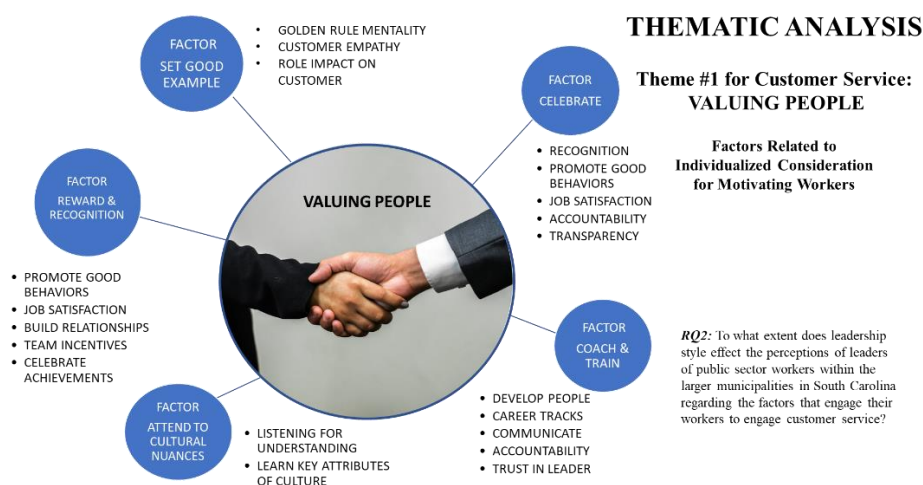 THEMATIC ANALYSIS
Theme #1 for Customer Service:
VALUING PEOPLE
Factors Related to
Individualized Consideration
for Motivating Workers
FACTOR
SET GOOD
EXAMPLE
• GOLDEN RULE MENTALITY
• CUSTOMER EMPATHY
• ROLE IMPACT ON
CUSTOMER
FACTOR
CELEBRATE
• RECOGNITION
• PROMOTE GOOD
BEHAVIORS
• JOB SATISFACTION
• ACCOUNTABILITY
• TRANSPARENCY
VALUING PEOPLE
FACTOR
REWARD &
RECOGNITION
• PROMOTE GOOD
BEHAVIORS
• JOB SATISFACTION
• BUILD RELATIONSHIPS
• TEAM INCENTIVES
• CELEBRATE
ACHIEVEMENTS
FACTOR
COACH &
TRAIN
• DEVELOP PEOPLE
• CAREER TRACKS
• COMMUNICATE
• ACCOUNTABILITY
• TRUST IN LEADER
FACTOR
ATTEND TO
CULTURAL
NUANCES
• LISTENING FOR
UNDERSTANDING
• LEARN KEY ATTRIBUTES
OF CULTURE
RQ2: To what extent does leadership
style effect the perceptions of leaders
of public sector workers within the
larger municipalities in South Carolina
regarding the factors that engage their
workers to engage customer service?